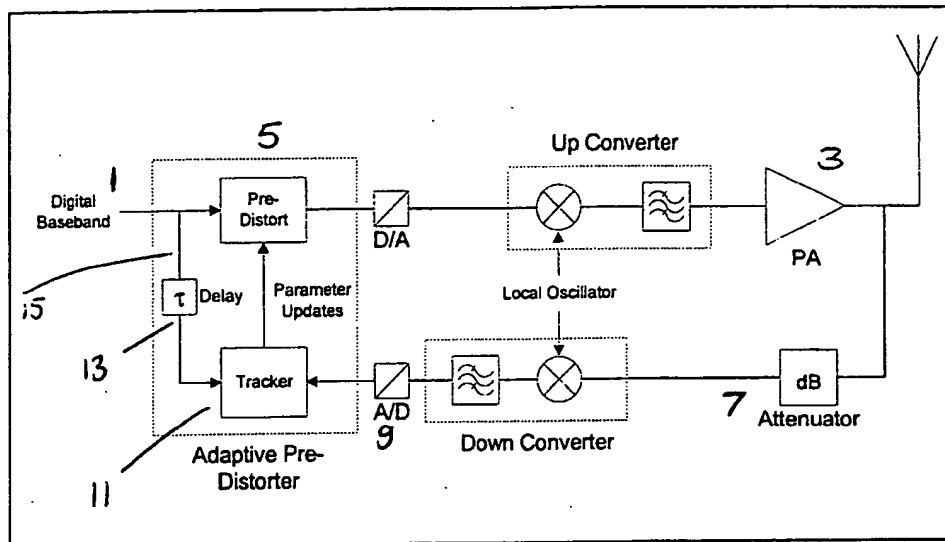 5
Up Converter
3
1
Digital
Baseband
Pre-
Distort
D/A
PA
15
τ
Delay
Parameter
Updates
Local Oscillator
13
Tracker
A/D
9
7
dB
Attenuator
11
Adaptive Pre-
Distorter
Down Converter